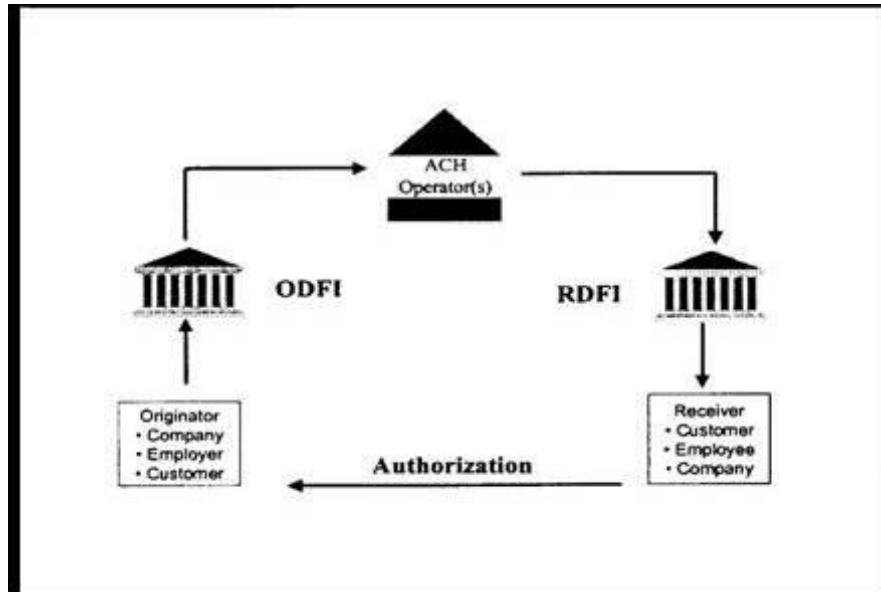 ACH
Operator(s)
ODFI
RDFI
Originator
• Company
• Employer
• Customer
Receiver
• Customer
• Employee
• Company
Authorization